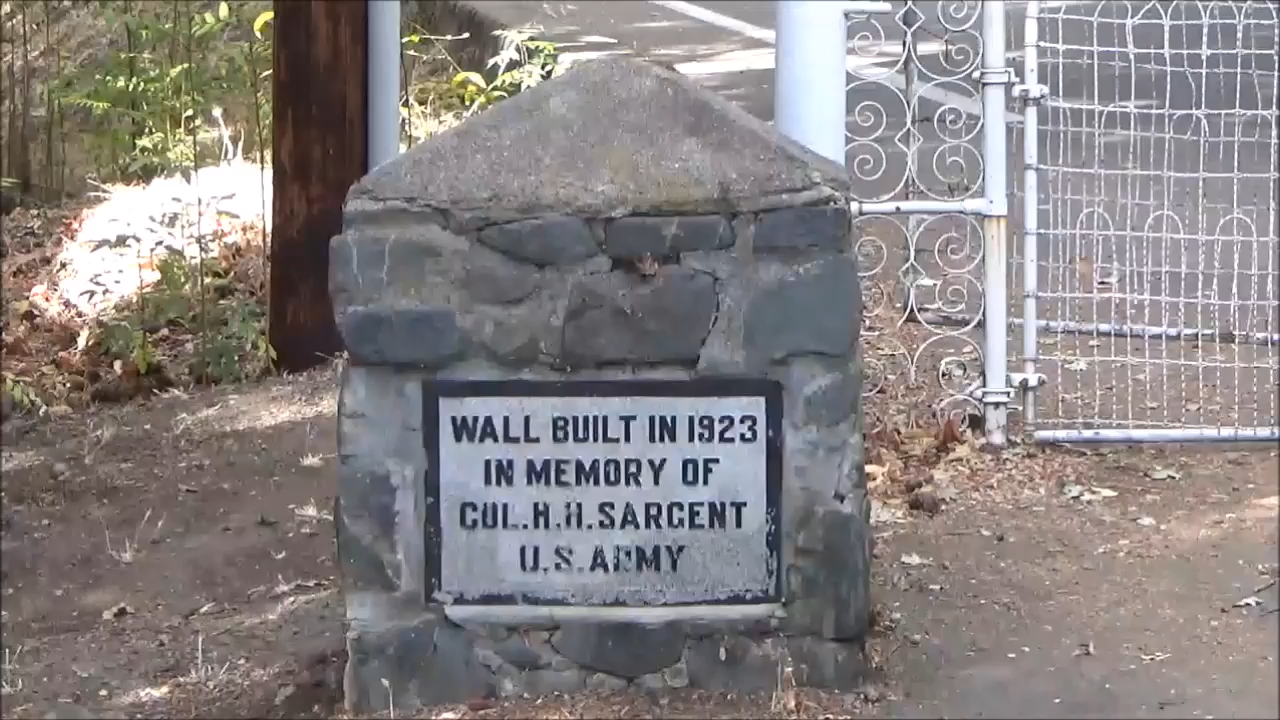 WALL BUILT IN 1923
IN MEMORY OF
COL.H.H.SARGENT
U.S.ARMY